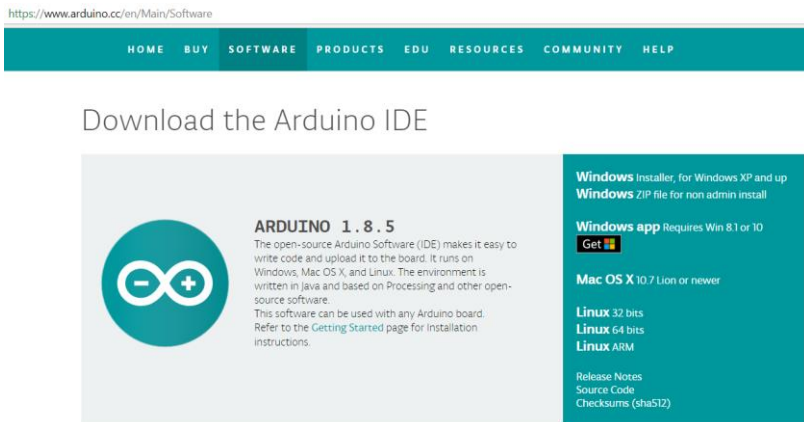 https://www.arduino.cc/en/Main/Software
HOME BUY SOFTWARE PRODUCTS EDU RESOURCES COMMUNITY HELP
Download the Arduino IDE
ARDUINO 1.8.5
The open-source Arduino Software (IDE) makes it easy to
write code and upload it to the board. It runs on
Windows, Mac OS X, and Linux. The environment is
written in Java and based on Processing and other open-
source software.
This software can be used with any Arduino board.
Refer to the Getting Started page for Installation
instructions.
Windows Installer, for Windows XP and up
Windows ZIP file for non admin install
Windows app Requires Win 8.1 or 10
Get
Mac OS X 10.7 Lion or newer
Linux 32 bits
Linux 64 bits
Linux ARM
Release Notes
Source Code
Checksums (sha512)